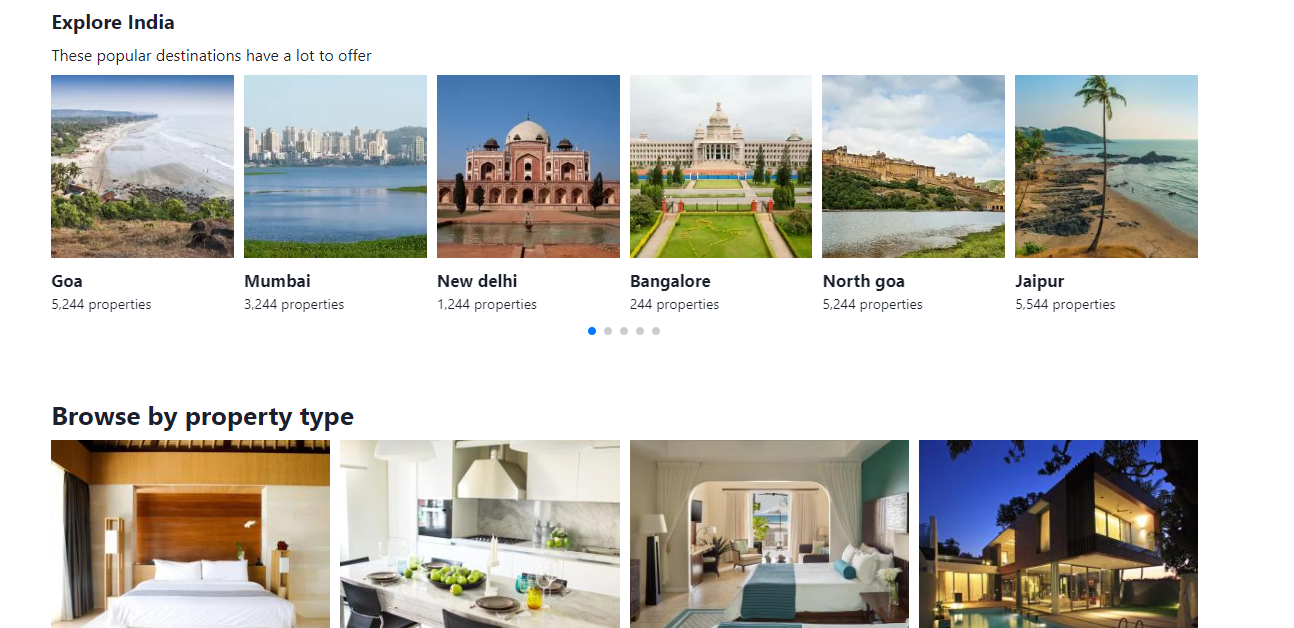 Explore India
These popular destinations have a lot to offer
Goa
5,244 properties
Mumbai
3,244 properties
New delhi
1,244 properties
Bangalore
244 properties
North goa
5,244 properties
Jaipur
5,544 properties
Browse by property type